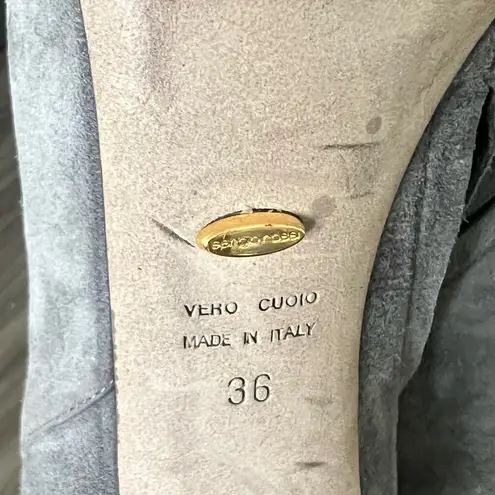 sergio rossi
VERO CUOIO
MADE IN ITALY
36